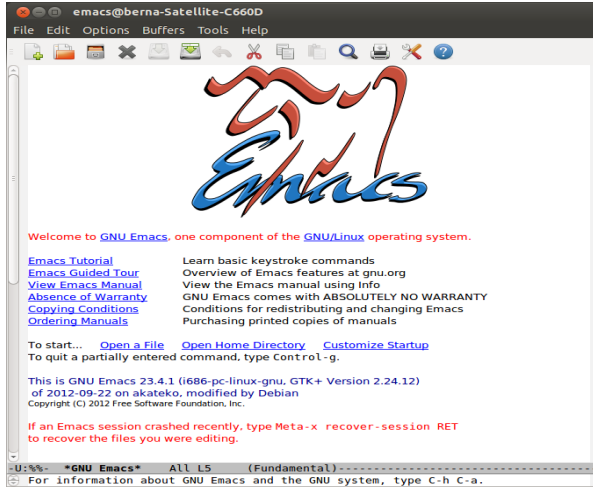 emacs@berna-Satellite-C660D
File Edit Options Buffers Tools Help
Emacs
Welcome to GNU Emacs, one component of the GNU/Linux operating system.
Emacs Tutorial Learn basic keystroke commands
Emacs Guided Tour Overview of Emacs features at gnu.org
View Emacs Manual View the Emacs manual using Info
Absence of Warranty GNU Emacs comes with ABSOLUTELY NO WARRANTY
Copying Conditions Conditions for redistributing and changing Emacs
Ordering Manuals Purchasing printed copies of manuals
To start... Open a File Open Home Directory Customize Startup
To quit a partially entered command, type Control-g.
This is GNU Emacs 23.4.1 (i686-pc-linux-gnu, GTK+ Version 2.24.12)
of 2012-09-22 on akateko, modified by Debian
Copyright (C) 2012 Free Software Foundation, Inc.
If an Emacs session crashed recently, type Meta-x recover-session RET
to recover the files you were editing.
-U:%%- *GNU Emacs* All L5 (Fundamental)----------------------------------
For information about GNU Emacs and the GNU system, type C-h C-a.